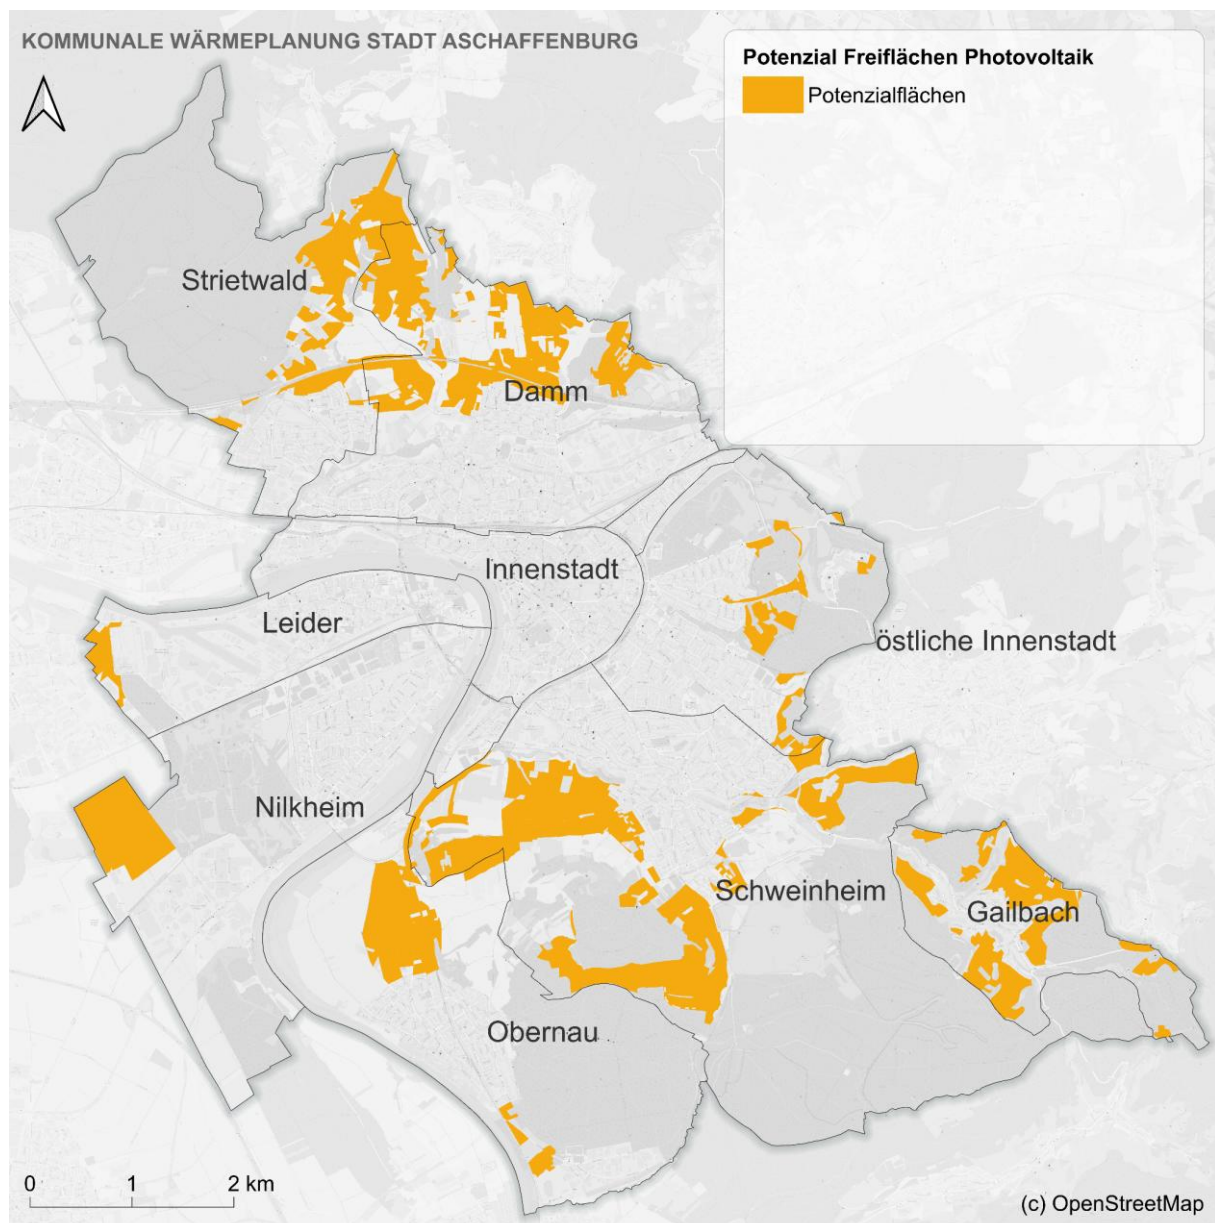 KOMMUNALE WÄRMEPLANUNG STADT ASCHAFFENBURG
Potenzial Freiflächen Photovoltaik
Potenzialflächen
Strietwald
Damm
Innenstadt
Leider
östliche Innenstadt
Nilkheim
Schweinheim
Gailbach
Obernau
0 1 2 km
(c) OpenStreetMap